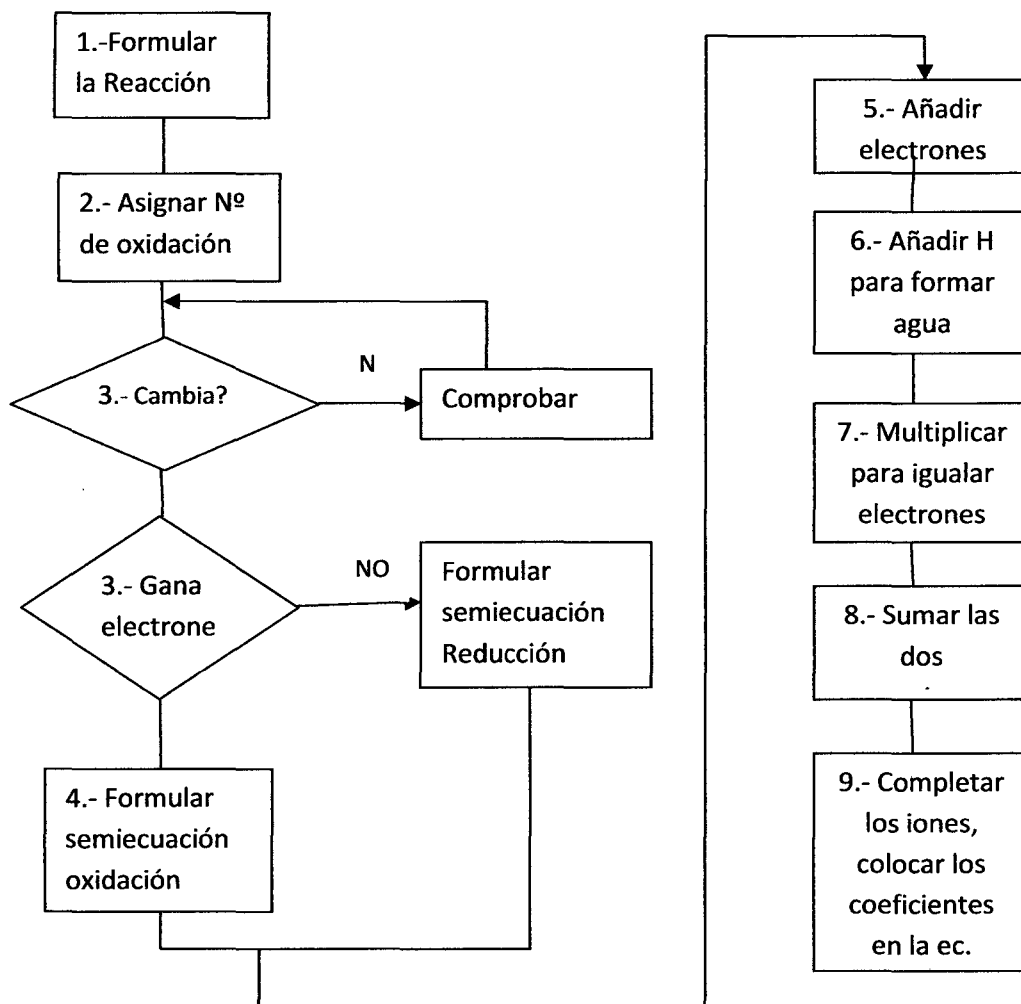 1.-Formular
la Reacción
2.- Asignar Nº
de oxidación
3.- Cambia?
N
Comprobar
3.- Gana
electrone
NO
Formular
semiecuación
Reducción
4.- Formular
semiecuación
oxidación
5.- Añadir
electrones
6.- Añadir H
para formar
agua
7.- Multiplicar
para igualar
electrones
8.- Sumar las
dos
9.- Completar
los iones,
colocar los
coeficientes
en la ec.